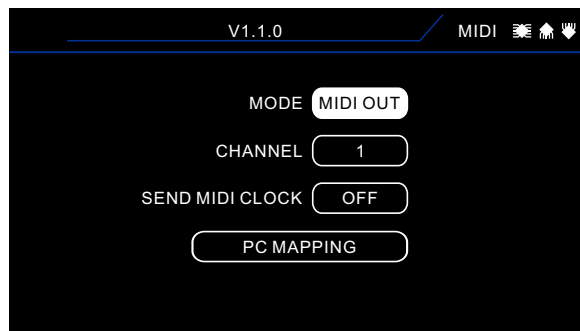 V1.1.0 MIDI
MODE MIDI OUT
CHANNEL 1
SEND MIDI CLOCK OFF
PC MAPPING